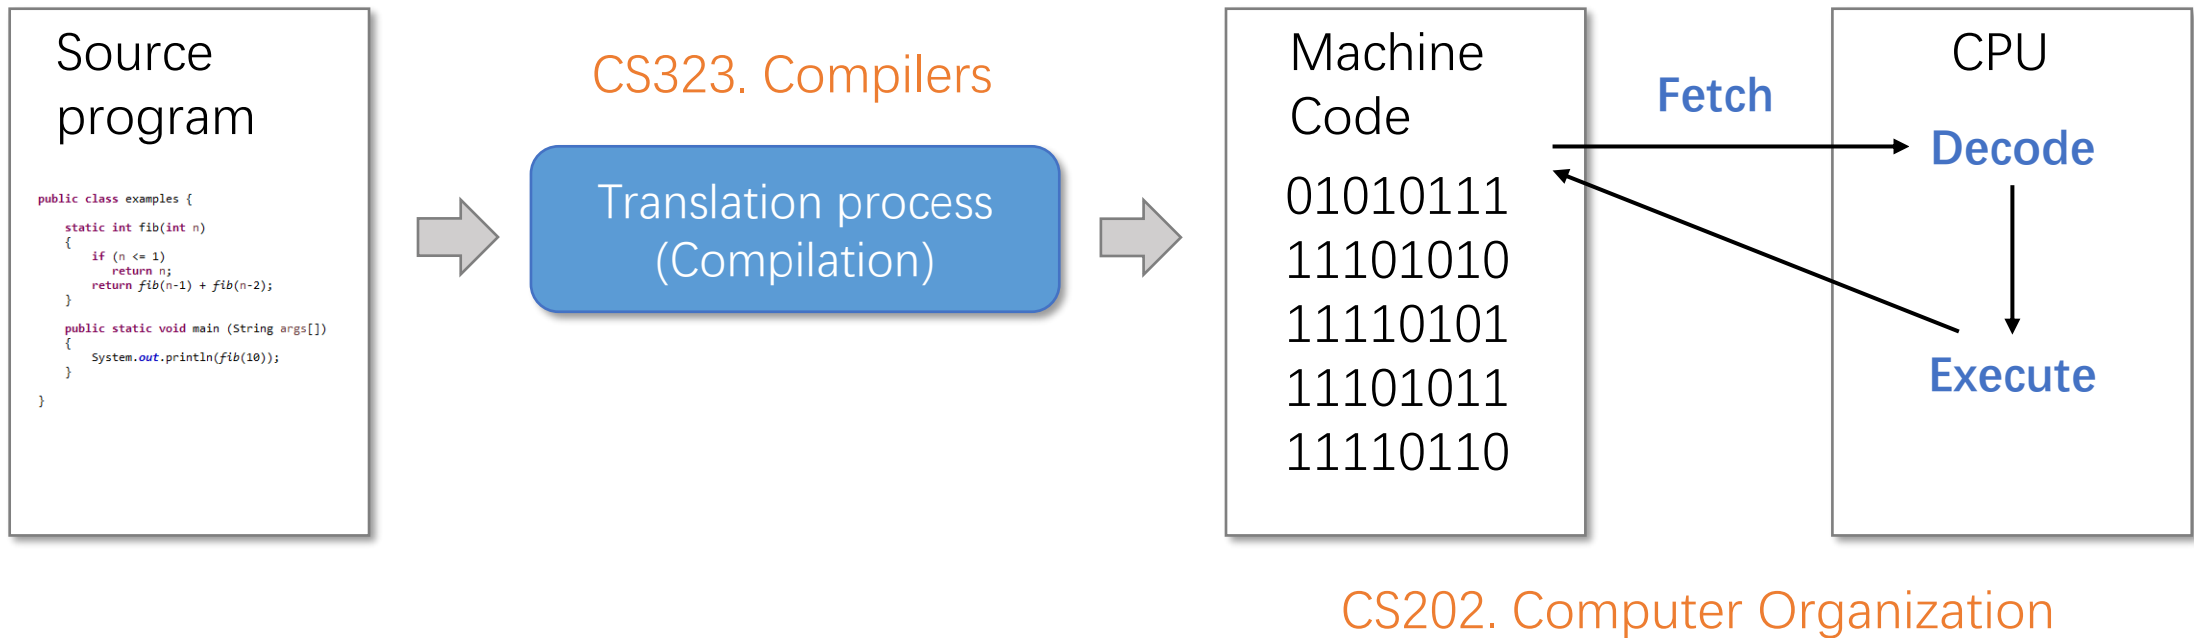 Source
program
public class examples {
static int fib(int n)
{
if (n <= 1)
return n;
return fib(n-1) + fib(n-2);
}
public static void main (String args[])
{
System.out.println(fib(10));
}
}
CS323. Compilers
Translation process
(Compilation)
Machine
Code
01010111
11101010
11110101
11101011
11110110
Fetch
CPU
Decode
Execute
CS202. Computer Organization